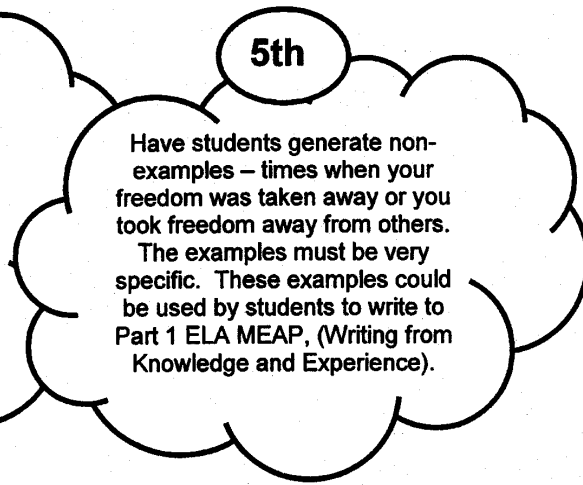 5th
Have students generate non-
examples – times when your
freedom was taken away or you
took freedom away from others.
The examples must be very
specific.  These examples could
be used by students to write to
Part 1 ELA MEAP, (Writing from
Knowledge and Experience).